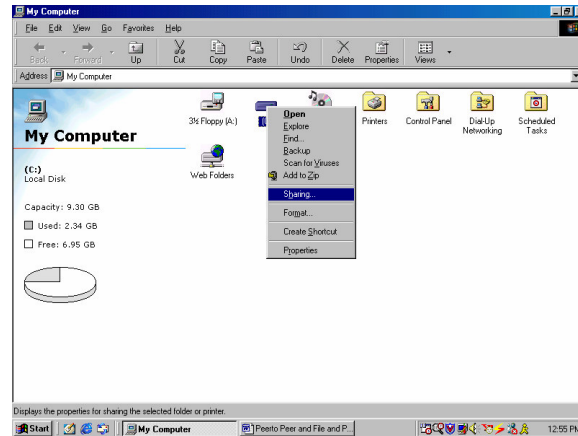 My Computer
File Edit View Go Favorites Help
Back Forward Up Cut Copy Paste Undo Delete Properties Views
Address My Computer
My Computer
(C:)
Local Disk
Capacity: 9.30 GB
Used: 2.34 GB
Free: 6.95 GB
3½ Floppy (A:)
Printers
Control Panel
Dial-Up Networking
Scheduled Tasks
Web Folders
Open
Explore
Find...
Backup
Scan for Viruses
Add to Zip
Sharing...
Format...
Create Shortcut
Properties
Displays the properties for sharing the selected folder or printer.
Start My Computer Peerto Peer and File and P... 12:55 PM